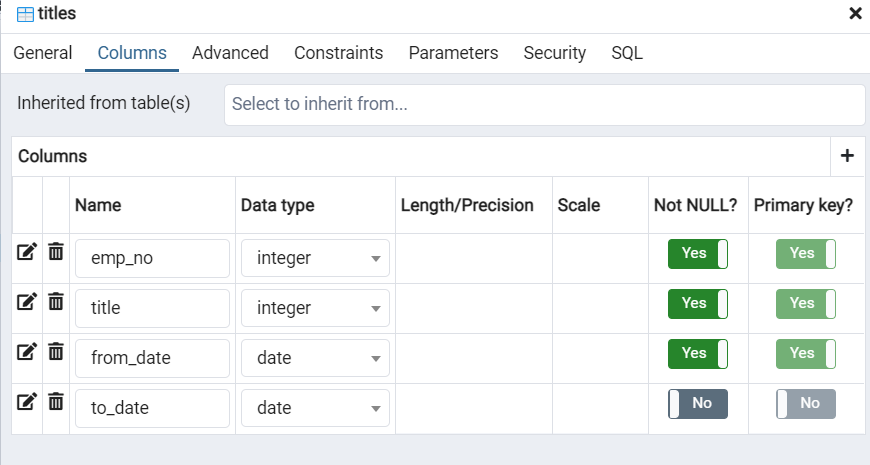 titles
General Columns Advanced Constraints Parameters Security SQL
Inherited from table(s) Select to inherit from...
Columns
Name Data type Length/Precision Scale Not NULL? Primary key?
emp_no integer Yes Yes
title integer Yes Yes
from_date date Yes Yes
to_date date No No